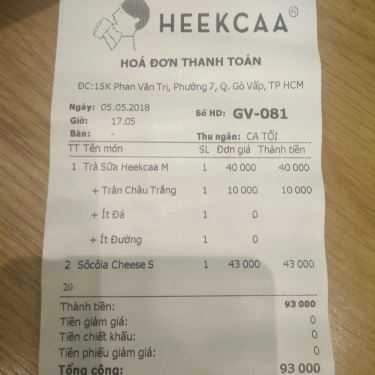 HEEKCAA®
HOÁ ĐƠN THANH TOÁN
ĐC:15K Phan Văn Trị, Phường 7, Q. Gò Vấp, TP HCM
Ngày: 05.05.2018 Số HD: GV-081
Giờ: 17.05
Bàn: - Thu ngân: CA TỐI
TT Tên món SL Đơn giá Thành tiền
1 Trà Sữa Heekcaa M 1 40 000 40 000
+ Trân Châu Trắng 1 10 000 10 000
+ Ít Đá 1 0
+ Ít Đường 1 0
2 Sôcôla Cheese S 1 43 000 43 000
Thành tiền: 93 000
Tiền giảm giá: 0
Tiền chiết khấu: 0
Tiền phiếu giảm giá: 0
Tổng cộng: 93 000